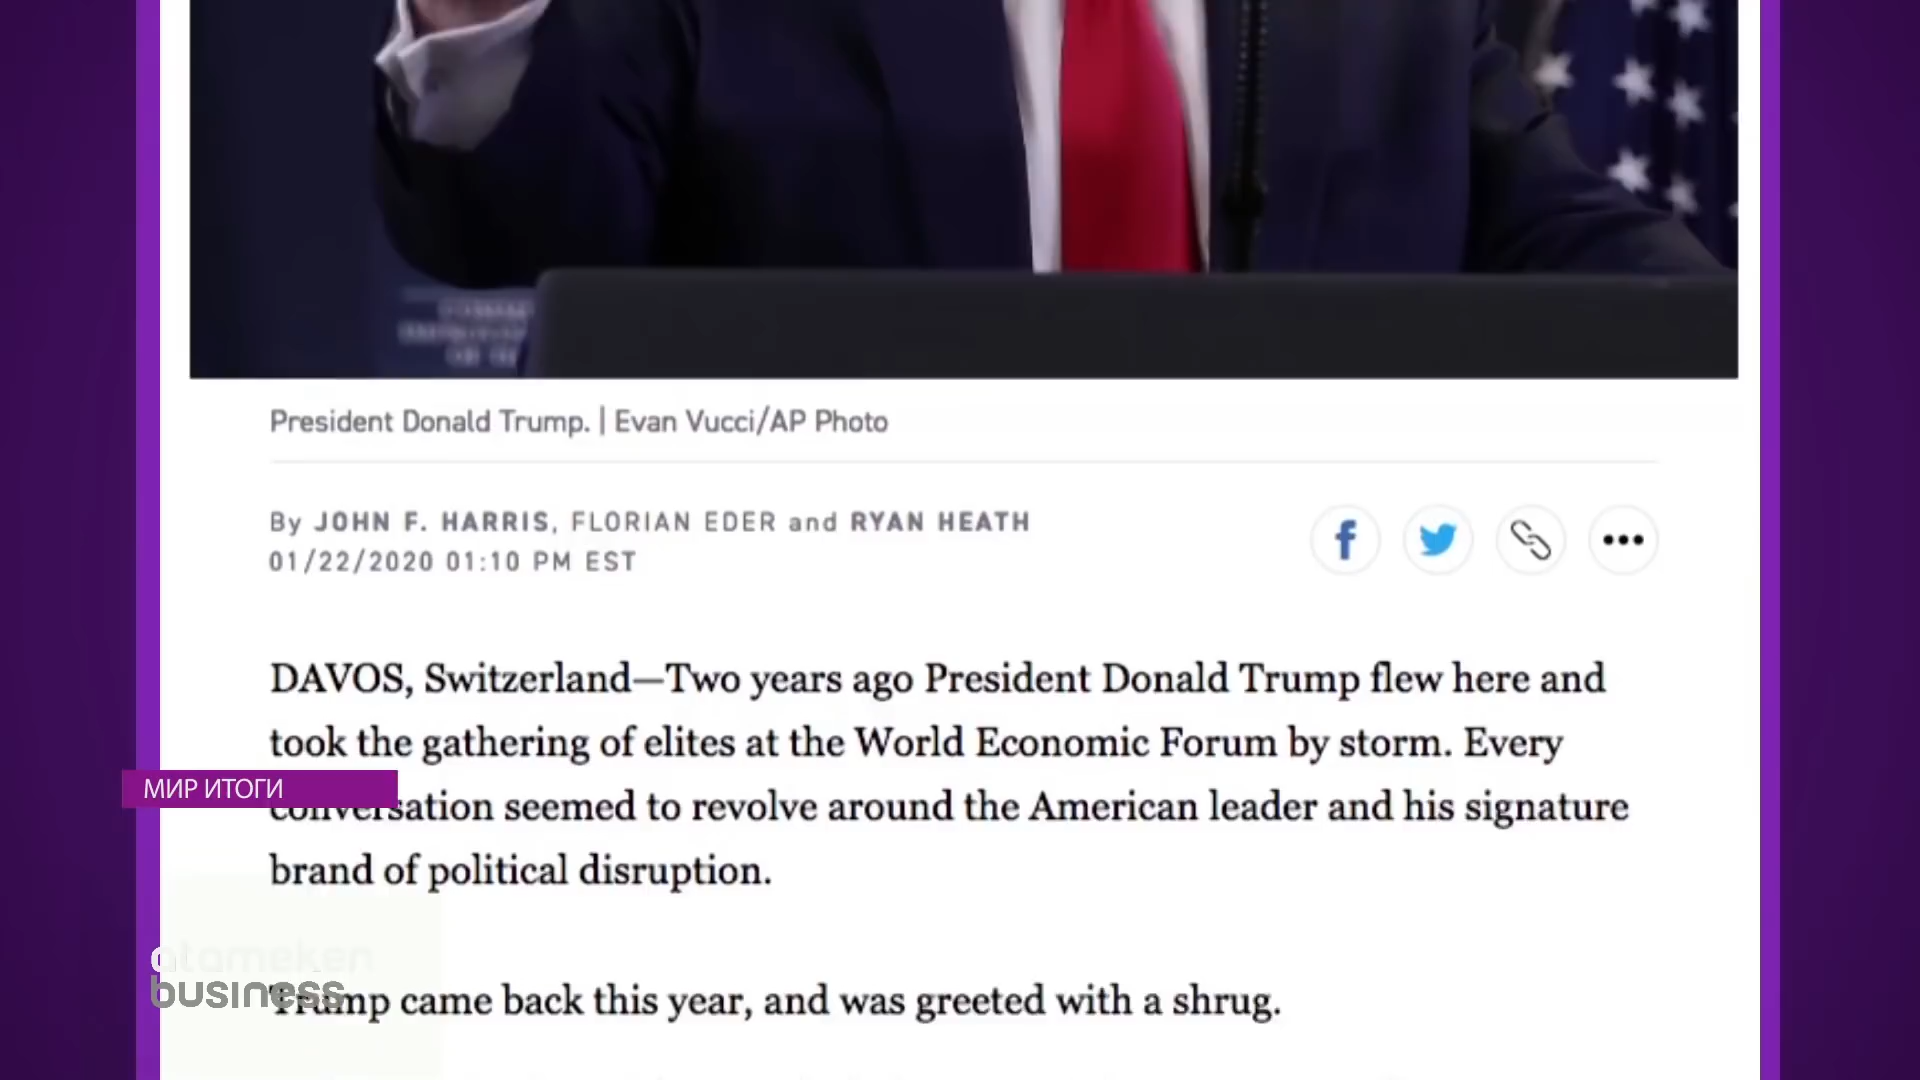 President Donald Trump. | Evan Vucci/AP Photo
By JOHN F. HARRIS, FLORIAN EDER and RYAN HEATH
01/22/2020 01:10 PM EST
DAVOS, Switzerland—Two years ago President Donald Trump flew here and
took the gathering of elites at the World Economic Forum by storm. Every
МИР ИТОГИ
conversation seemed to revolve around the American leader and his signature
brand of political disruption.
atameken
business
Trump came back this year, and was greeted with a shrug.